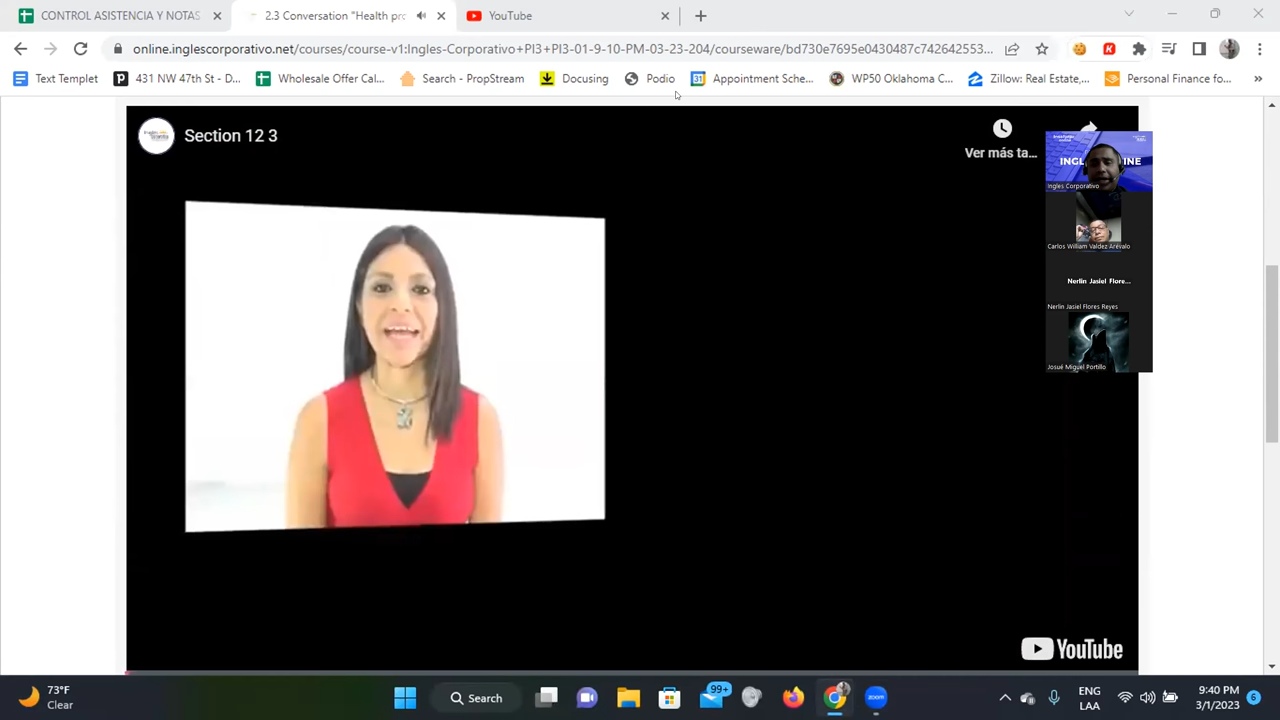 CONTROL ASISTENCIA Y NOTAS
2.3 Conversation "Health pro
YouTube
online.inglescorporativo.net/courses/course-v1:Ingles-Corporativo+PI3+PI3-01-9-10-PM-03-23-204/courseware/bd730e7695e0430487c742642553...
Text Templet
431 NW 47th St - D...
Wholesale Offer Cal...
Search - PropStream
Docusing
Podio
Appointment Sche...
WP50 Oklahoma C...
Zillow: Real Estate,...
Personal Finance fo...
Section 12 3
Ver más ta...
INGL
INE
Ingles Corporativo
Carlos William Valdez Arevalo
Nerlin Jasiel Flore...
Nerlin Jasiel Flores Reyes
Josué Miguel Portillo
YouTube
73°F
Clear
Search
99+
zoom
ENG
LAA
9:40 PM
3/1/2023
6